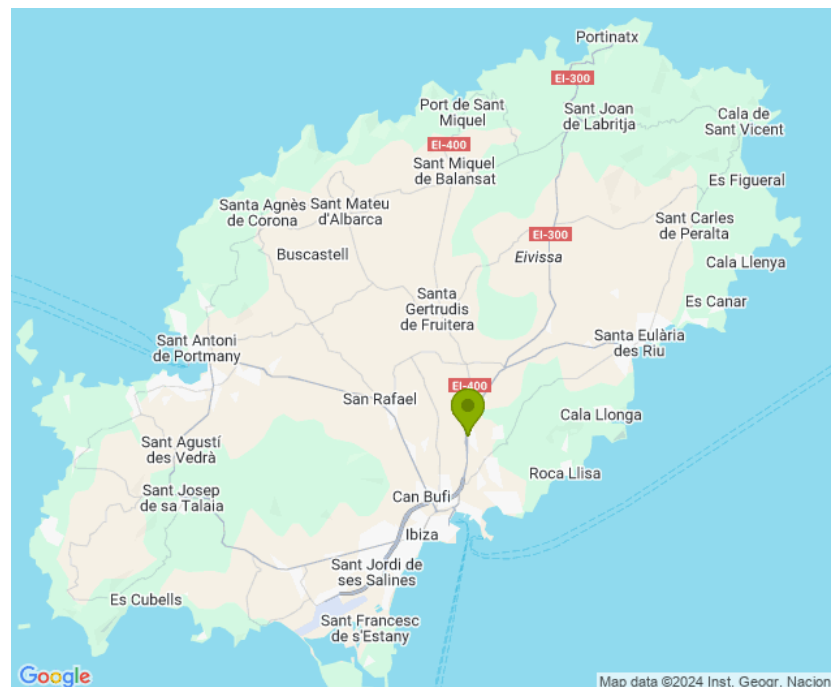 Portinatx
EI-300
Port de Sant
Miquel
Sant Joan
de Labritja
Cala de
Sant Vicent
EI-400
Sant Miquel
de Balansat
Es Figueral
Santa Agnès
de Corona
Sant Mateu
d'Albarca
Sant Carles
de Peralta
EI-300
Buscastell
Eivissa
Cala Llenya
Santa
Gertrudis
de Fruitera
Es Canar
Sant Antoni
de Portmany
Santa Eulària
des Riu
EI-400
San Rafael
Cala Llonga
Sant Agustí
des Vedrà
Roca Llisa
Sant Josep
de sa Talaia
Can Bufi
Ibiza
Sant Jordi de
ses Salines
Es Cubells
Sant Francesc
de s'Estany
Google
Map data ©2024 Inst. Geogr. Nacion